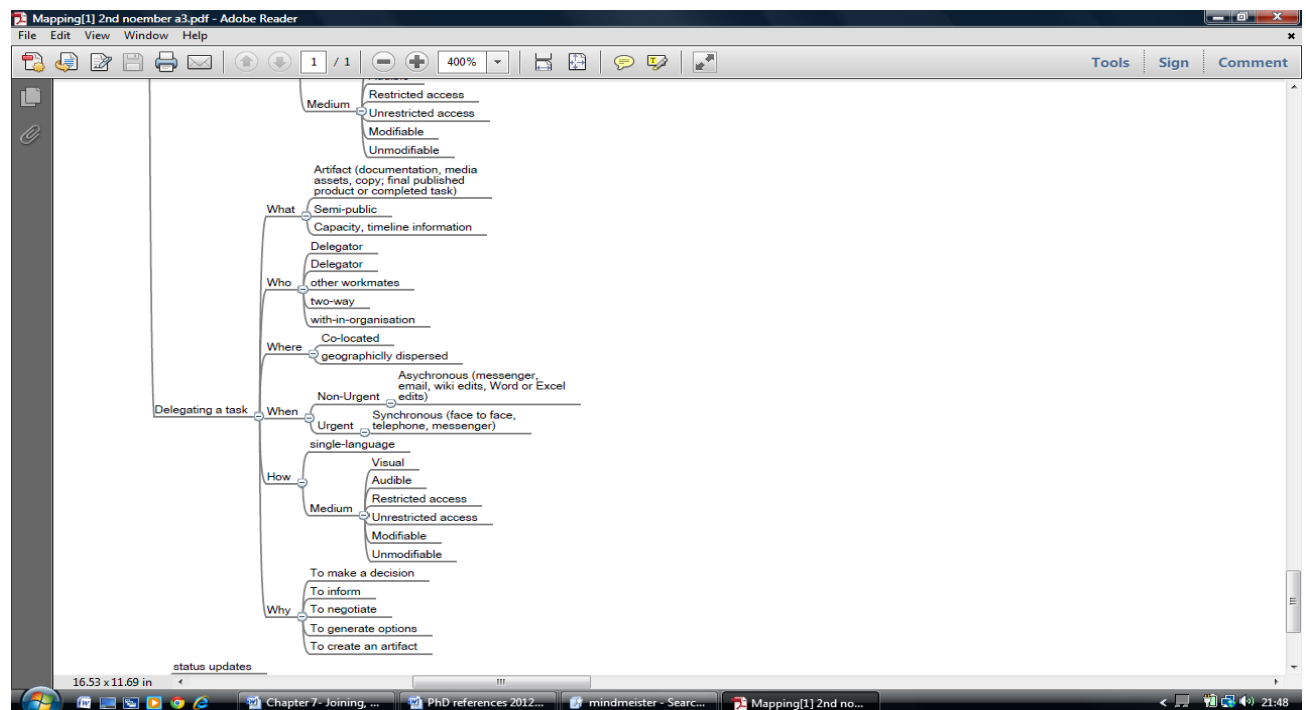 Mapping[1] 2nd noember a3.pdf - Adobe Reader
File Edit View Window Help
1 / 1 400% Tools Sign Comment
Restricted access
Medium
Unrestricted access
Modifiable
Unmodifiable
Artifact (documentation, media
assets, copy; final published
product or completed task)
What
Semi-public
Capacity, timeline information
Delegator
Delegator
Who
other workmates
two-way
with-in-organisation
Where
Co-located
geographiclly dispersed
Delegating a task
When
Non-Urgent
Asychronous (messenger,
email, wiki edits, Word or Excel
edits)
Urgent
Synchronous (face to face,
telephone, messenger)
How
single-language
Medium
Visual
Audible
Restricted access
Unrestricted access
Modifiable
Unmodifiable
Why
To make a decision
To inform
To negotiate
To generate options
To create an artifact
status updates
16.53 x 11.69 in
Chapter 7- Joining, ...
PhD references 2012...
mindmeister - Searc...
Mapping[1] 2nd no...
21:48